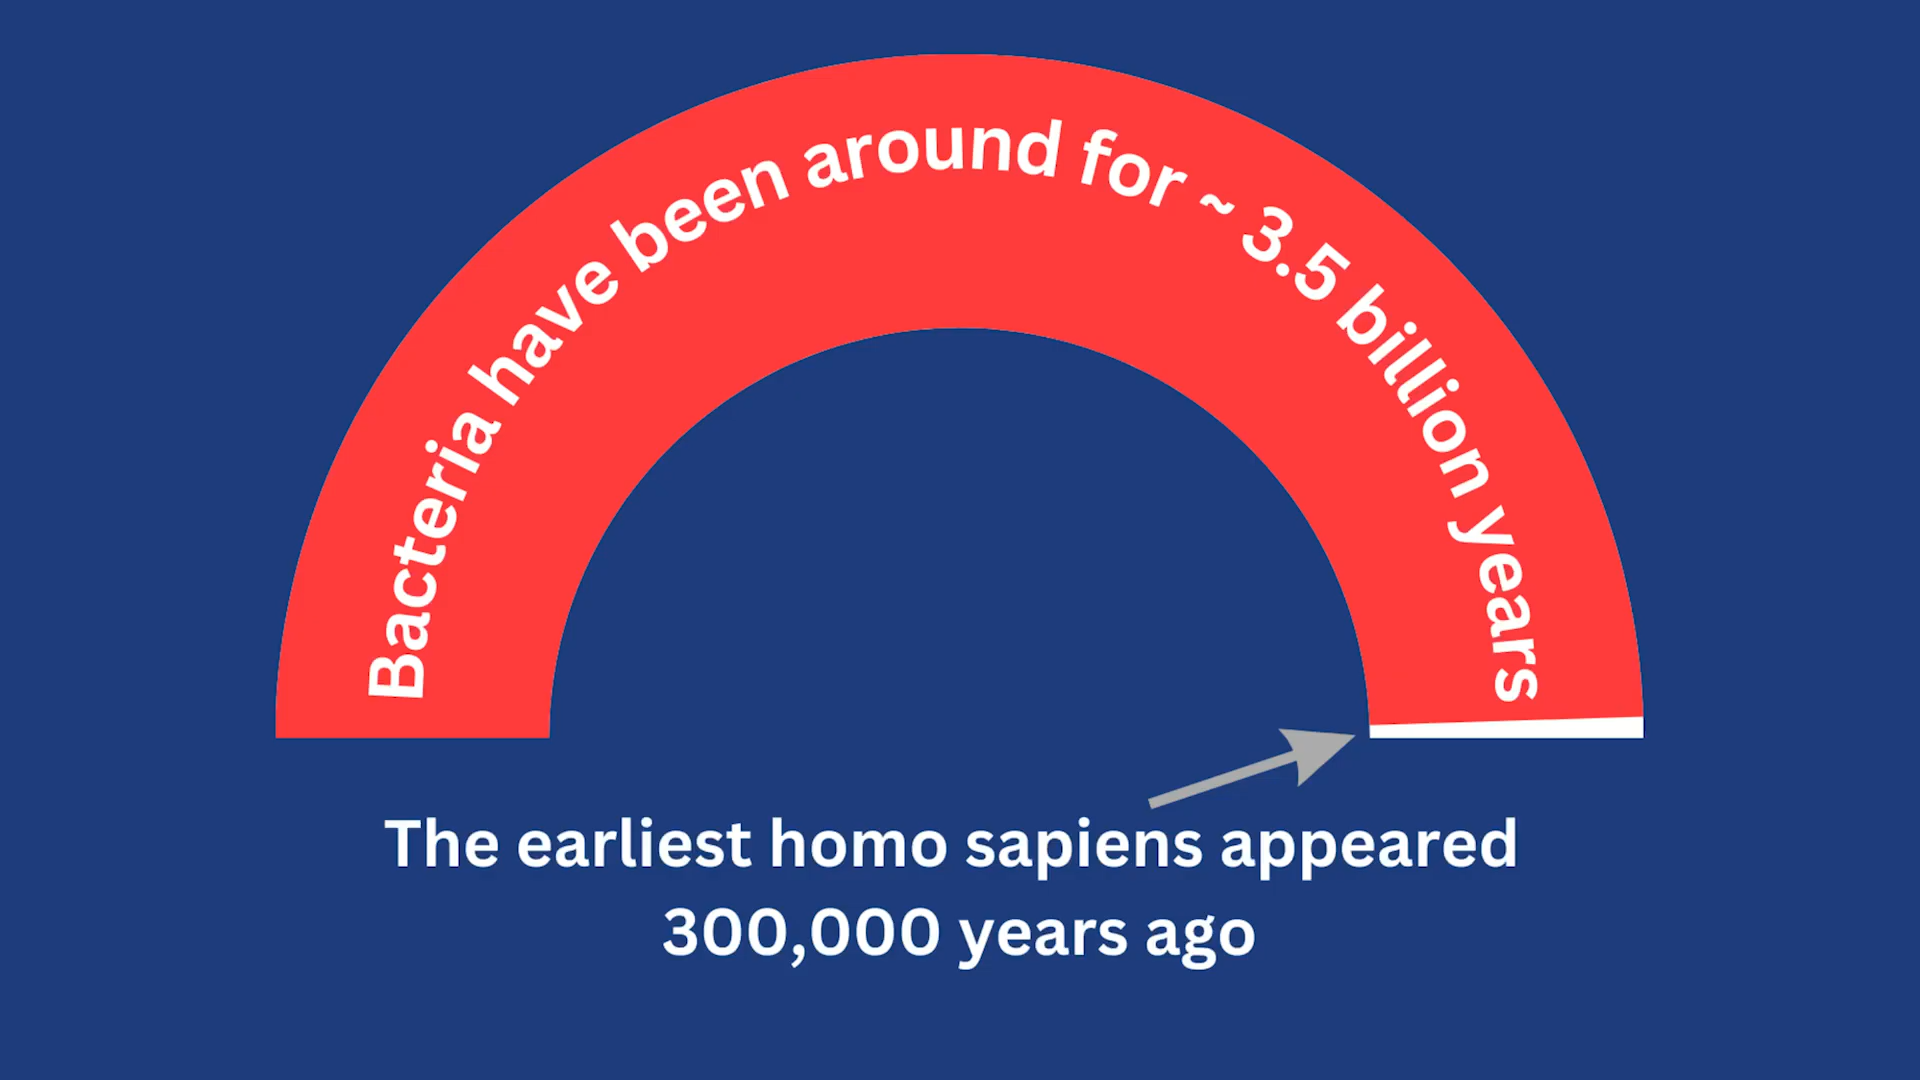 Bacteria have been around for ~ 3.5 billion years
The earliest homo sapiens appeared
300,000 years ago